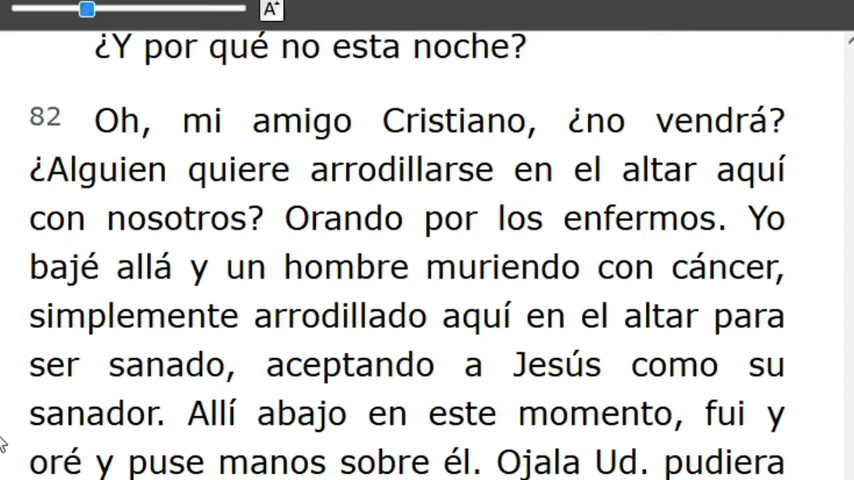 A
¿Y por qué no esta noche?
82 Oh, mi amigo Cristiano, ¿no vendrá?
¿Alguien quiere arrodillarse en el altar aquí
con nosotros? Orando por los enfermos. Yo
bajé allá y un hombre muriendo con cáncer,
simplemente arrodillado aquí en el altar para
ser sanado, aceptando a Jesús como su
sanador. Allí abajo en este momento, fui y
oré y puse manos sobre él. Ojala Ud. pudiera